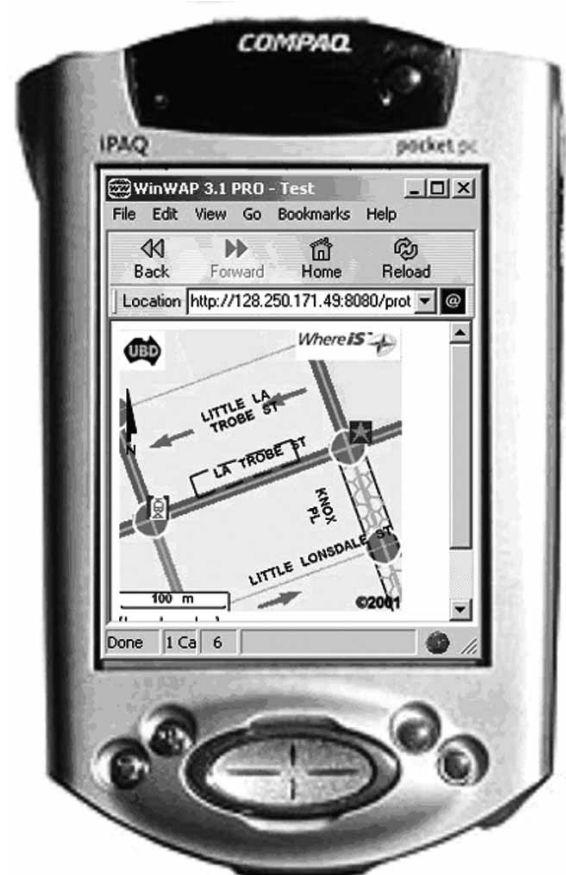 COMPAQ
iPAQ pocket pc
WinWAP 3.1 PRO - Test
File Edit View Go Bookmarks Help
Back Forward Home Reload
Location http://128.250.171.49:8080/prot @
UBD
Whereis
LITTLE LA
TROBE ST
N
LA TROBE ST
KNOX
PL
LITTLE LONSDALE ST
100 m
©2001
Done 1 Ca 6